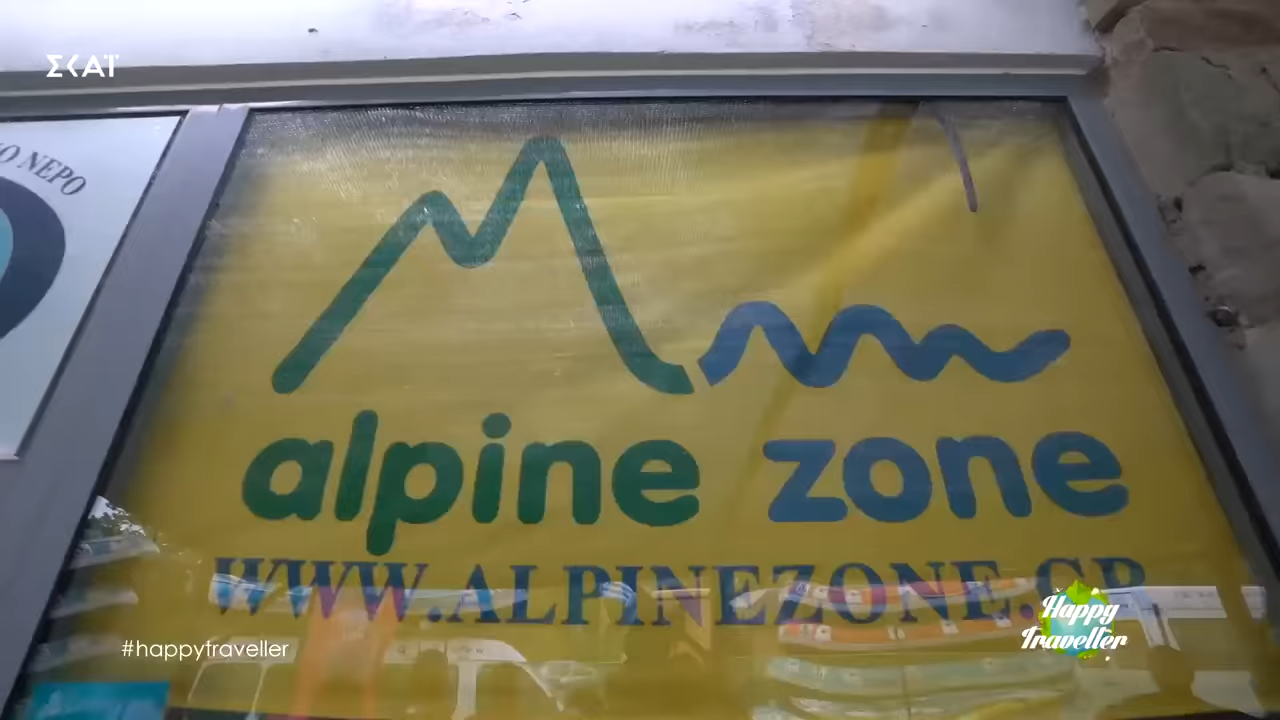 ΣΚΑΪ
Ο ΝΕΡΟ
alpine zone
WWW.ALPINEZONE.GR
#happytraveller
Happy
Traveller